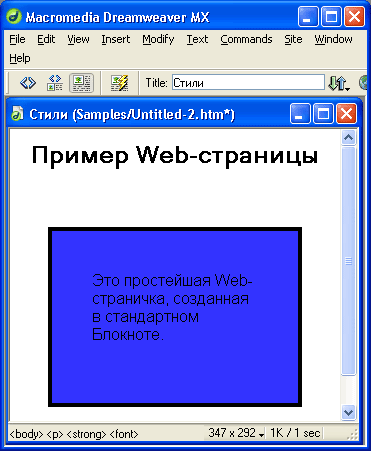 Macromedia Dreamweaver MX
File Edit View Insert Modify Text Commands Site Window
Help
Title: Стили
Стили (Samples/Untitled-2.htm*)
Пример Web-страницы
Это простейшая Web-
страничка, созданная
в стандартном
Блокноте.
<body> <p> <strong> <font> 347 x 292 1K / 1 sec